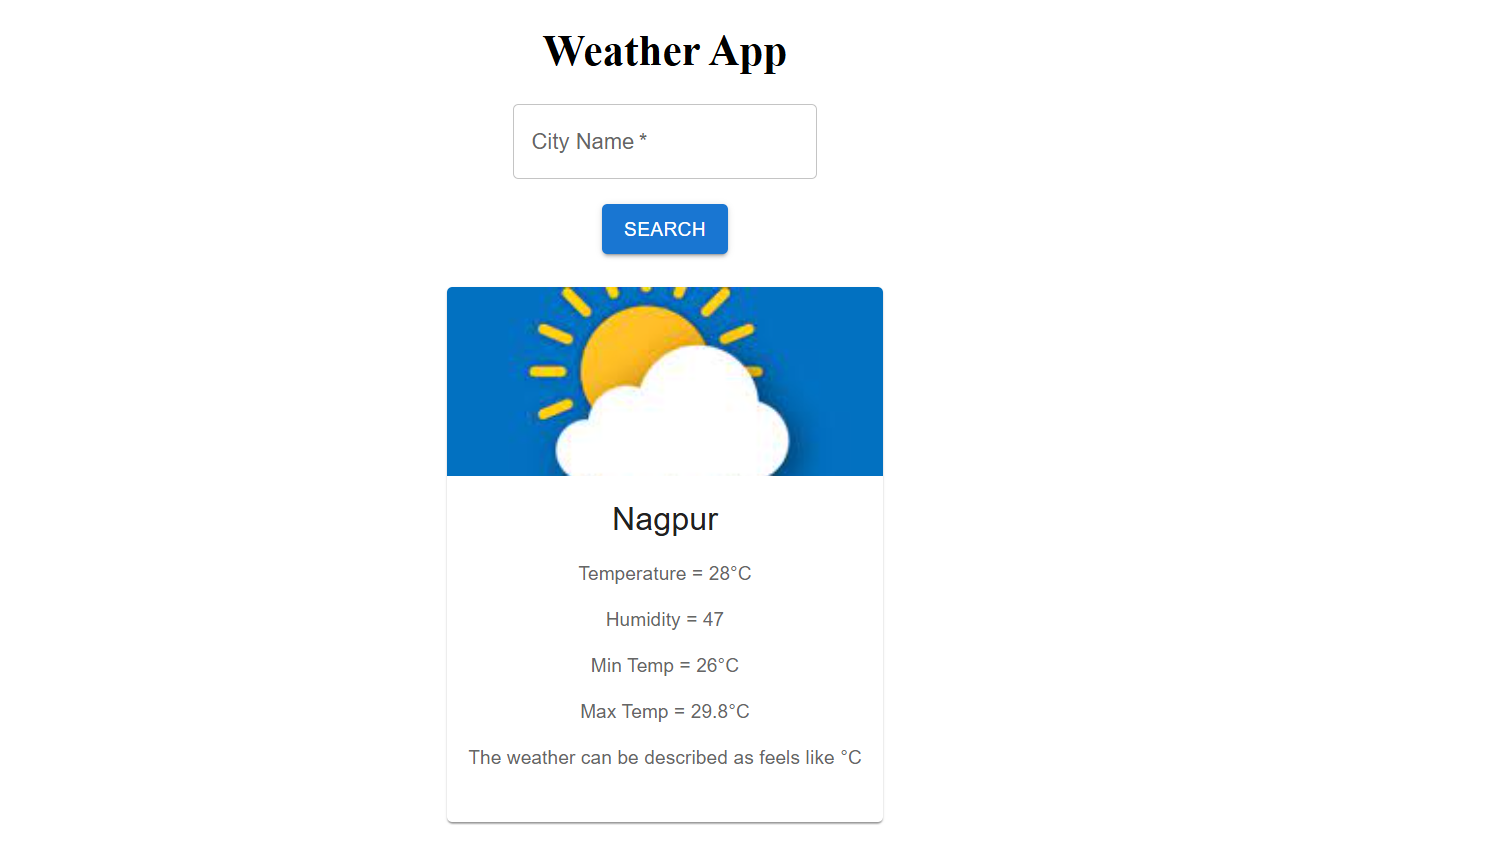 Weather App
City Name *
SEARCH
Nagpur
Temperature = 28°C
Humidity = 47
Min Temp = 26°C
Max Temp = 29.8°C
The weather can be described as feels like °C